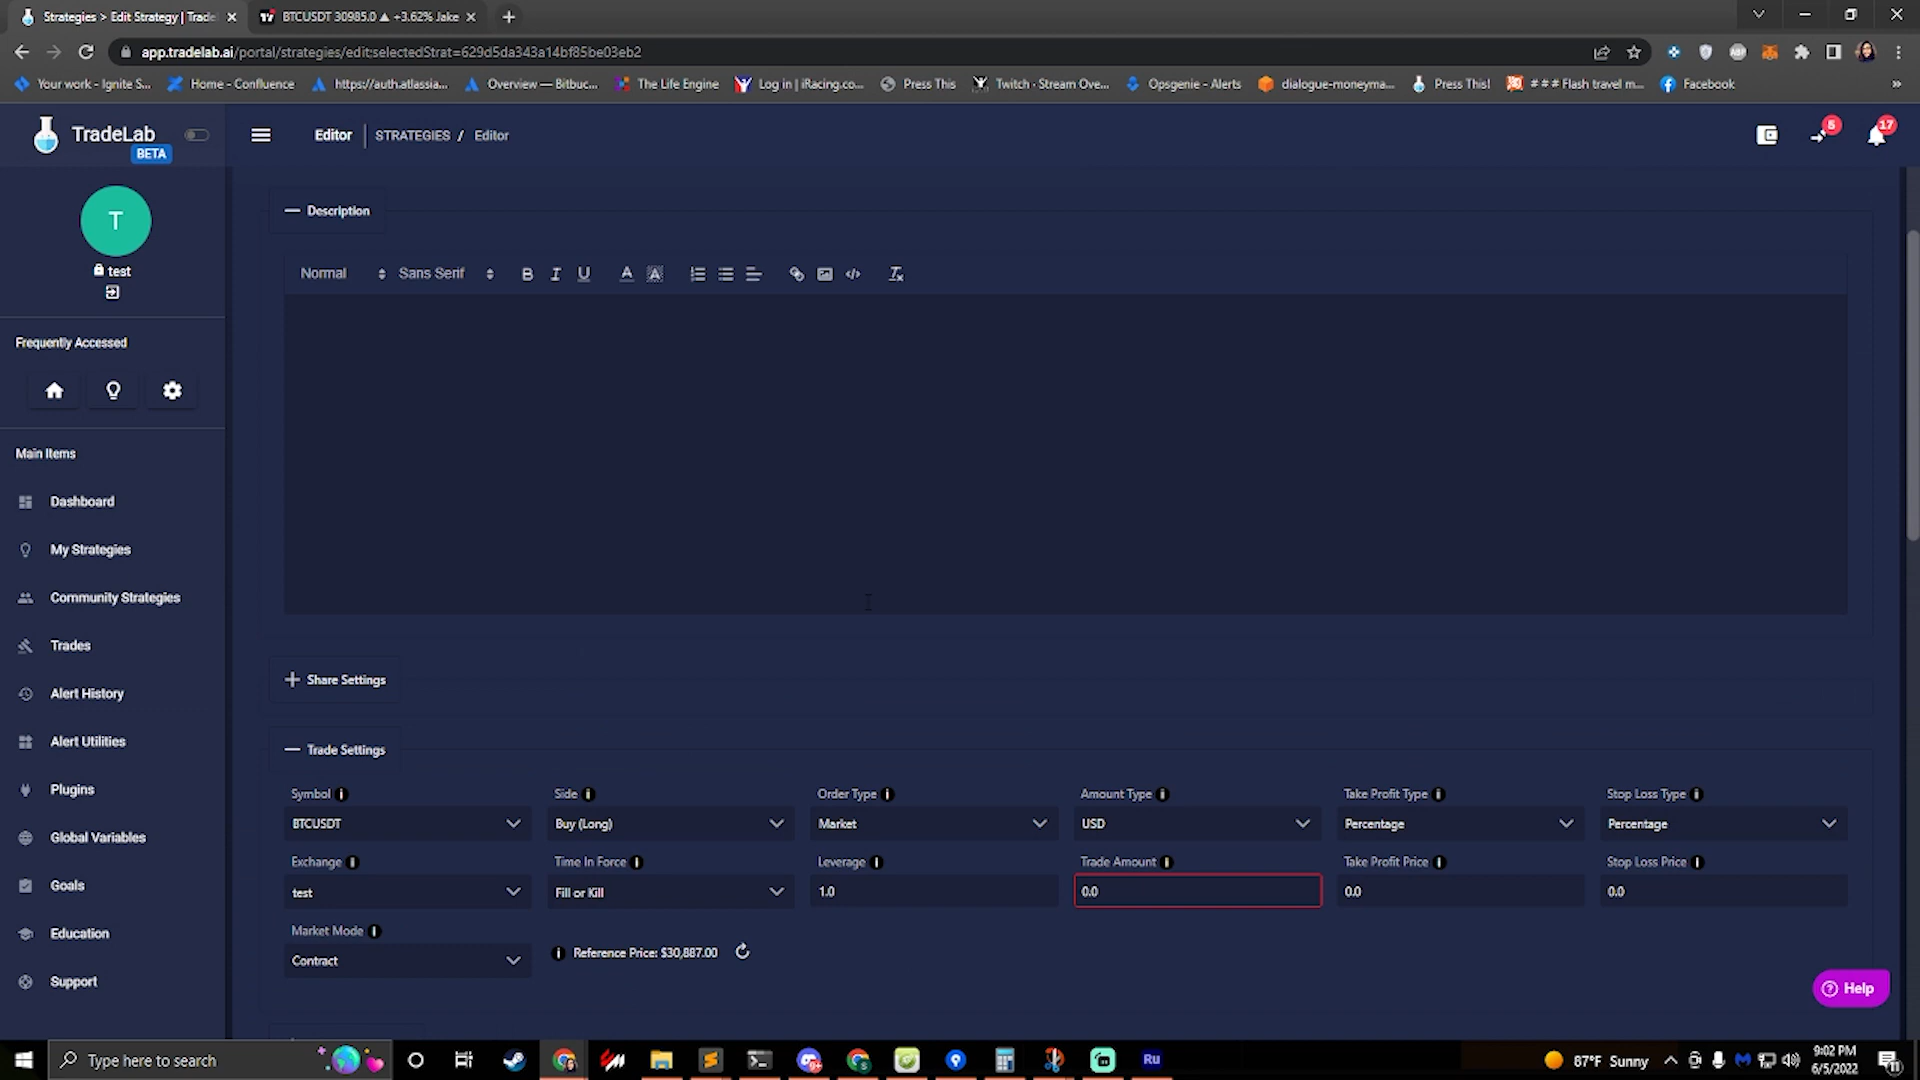 Strategies > Edit Strategy | Trade
BTCUSDT 30985.0 ▲ +3.62% Jake
app.tradelab.ai/portal/strategies/edit;selectedStrat=629d5da343a14bf85be03eb2
Your work - Ignite S...
Home - Confluence
https://auth.atlassia...
Overview — Bitbuc...
The Life Engine
Log in | iRacing.co...
Press This
Twitch - Stream Ove...
Opsgenie - Alerts
dialogue-moneyma...
Press This!
# # # Flash travel m...
Facebook
»
TradeLab
BETA
Editor
STRATEGIES / Editor
5
17
T
test
Frequently Accessed
Main Items
Dashboard
My Strategies
Community Strategies
Trades
Alert History
Alert Utilities
Plugins
Global Variables
Goals
Education
Support
Description
Normal
Sans Serif
B I U
Share Settings
Trade Settings
Symbol
Side
Order Type
Amount Type
Take Profit Type
Stop Loss Type
BTCUSDT
Buy (Long)
Market
USD
Percentage
Percentage
Exchange
Time In Force
Leverage
Trade Amount
Take Profit Price
Stop Loss Price
test
Fill or Kill
1.0
0.0
0.0
0.0
Market Mode
Contract
Reference Price: $30,887.00
Help
Type here to search
Ru
87°F Sunny
9:02 PM
6/5/2022